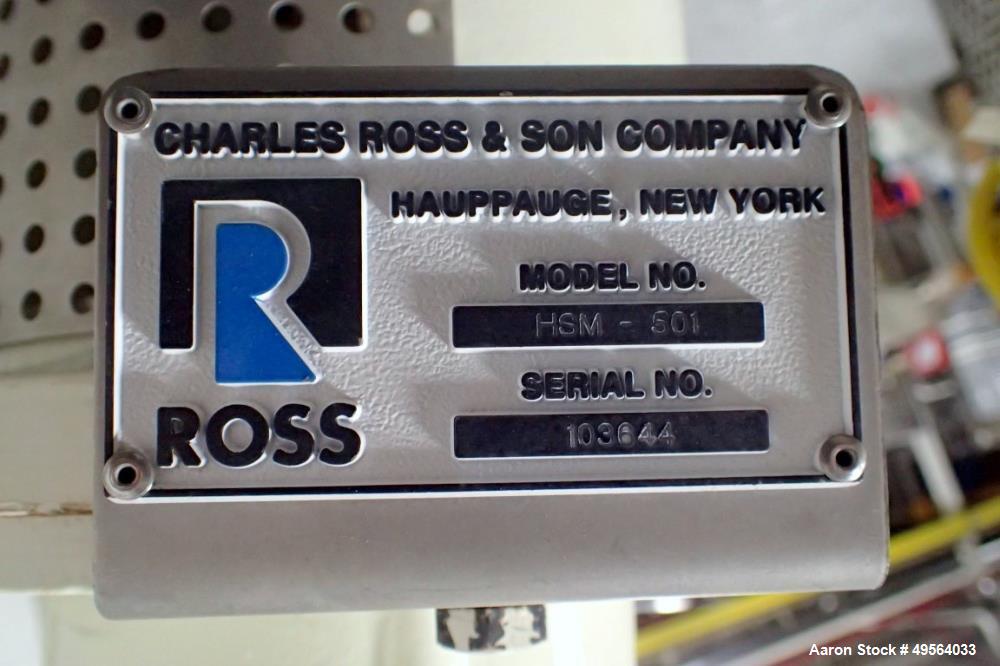 CHARLES ROSS & SON COMPANY
HAUPPAUGE, NEW YORK
MODEL NO.
HSM - 501
SERIAL NO.
103644
R
ROSS
Aaron Stock # 49564033